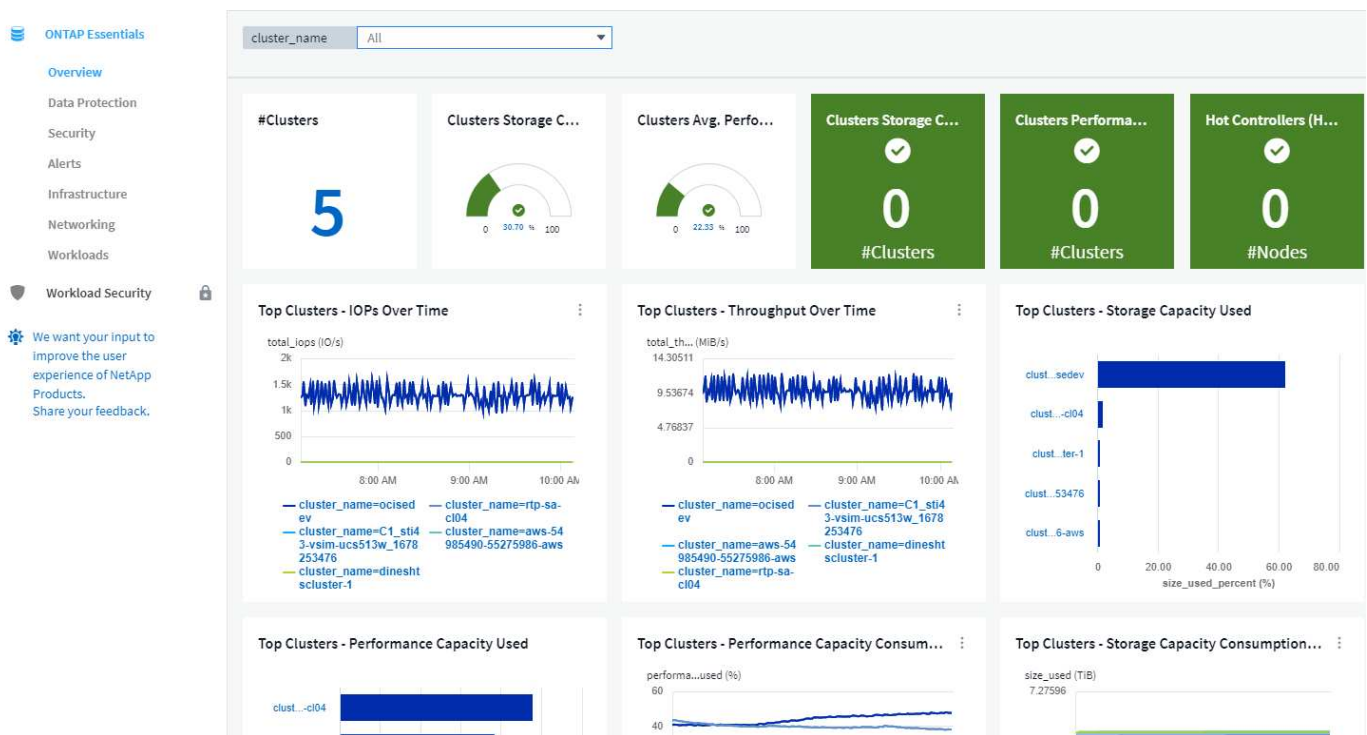 ONTAP Essentials
Overview
Data Protection
Security
Alerts
Infrastructure
Networking
Workloads
Workload Security
We want your input to
improve the user
experience of NetApp
Products.
Share your feedback.
cluster_name All
#Clusters
5
Clusters Storage C...
0 30.70 % 100
Clusters Avg. Perfo...
0 22.33 % 100
Clusters Storage C...
0
#Clusters
Clusters Performa...
0
#Clusters
Hot Controllers (H...
0
#Nodes
Top Clusters - IOPs Over Time
total_iops (IO/s)
2k
1.5k
1k
500
0
8:00 AM 9:00 AM 10:00 AM
cluster_name=ocised
ev
cluster_name=C1_sti4
3-vsim-ucs513w_1678
253476
cluster_name=dinesht
scluster-1
cluster_name=rtp-sa-
cl04
cluster_name=aws-54
985490-55275986-aws
Top Clusters - Throughput Over Time
total_th... (MiB/s)
14.30511
9.53674
4.76837
0
8:00 AM 9:00 AM 10:00 AM
cluster_name=ocised
ev
cluster_name=aws-54
985490-55275986-aws
cluster_name=rtp-sa-
cl04
cluster_name=C1_sti4
3-vsim-ucs513w_1678
253476
cluster_name=dinesht
scluster-1
Top Clusters - Storage Capacity Used
clust...sedev
clust...-cl04
clust...ter-1
clust...53476
clust...6-aws
0 20.00 40.00 60.00 80.00
size_used_percent (%)
Top Clusters - Performance Capacity Used
clust...-cl04
Top Clusters - Performance Capacity Consum...
performa...used (%)
60
40
Top Clusters - Storage Capacity Consumption...
size_used (TiB)
7.27596